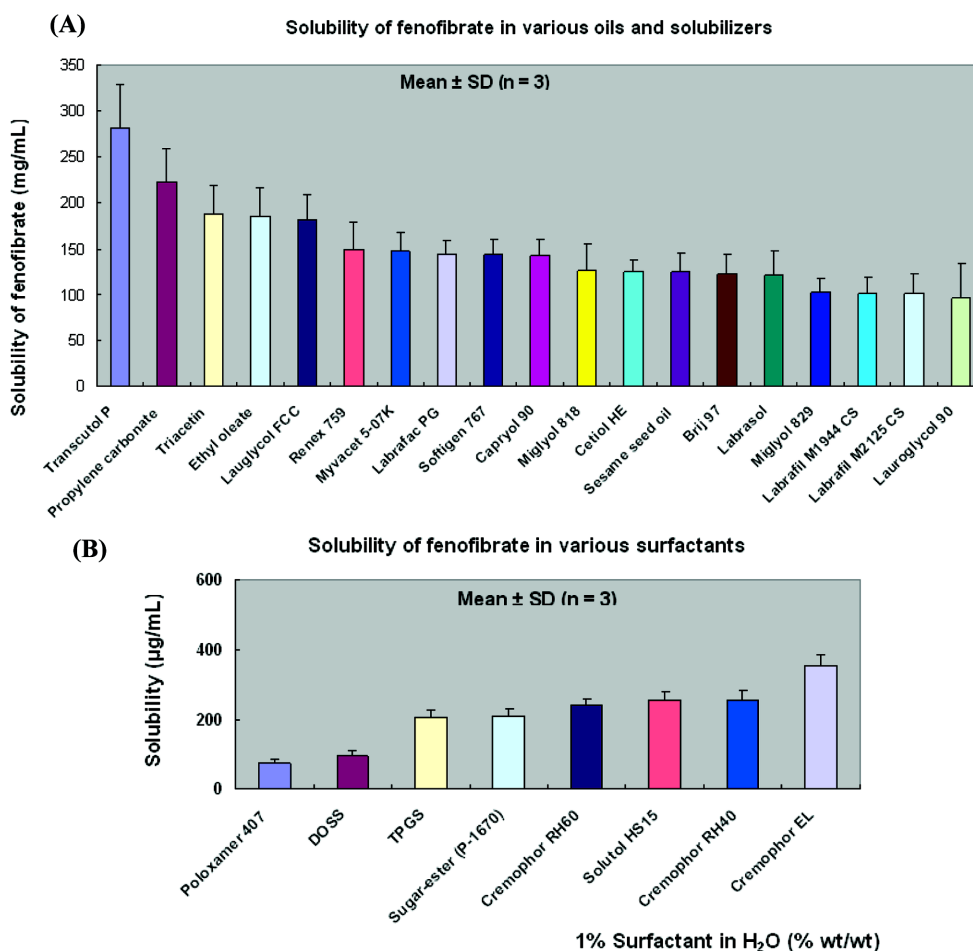 (A)
Solubility of fenofibrate in various oils and solubilizers
Mean ± SD (n = 3)
Solubility of fenofibrate (mg/mL)
350
300
250
200
150
100
50
0
Transcutol P
Propylene carbonate
Triacetin
Ethyl oleate
Lauglycol FCC
Renex 759
Myvacet 5-07K
Labrafac PG
Softigen 767
Capryol 90
Miglyol 818
Cetiol HE
Sesame seed oil
Brij 97
Labrasol
Miglyol 829
Labrafil M1944 CS
Labrafil M2125 CS
Lauroglycol 90
(B)
Solubility of fenofibrate in various surfactants
Mean ± SD (n = 3)
Solubility (µg/mL)
600
400
200
0
Poloxamer 407
DOSS
TPGS
Sugar-ester (P-1670)
Cremophor RH60
Solutol HS15
Cremophor RH40
Cremophor EL
1% Surfactant in H₂O (% wt/wt)